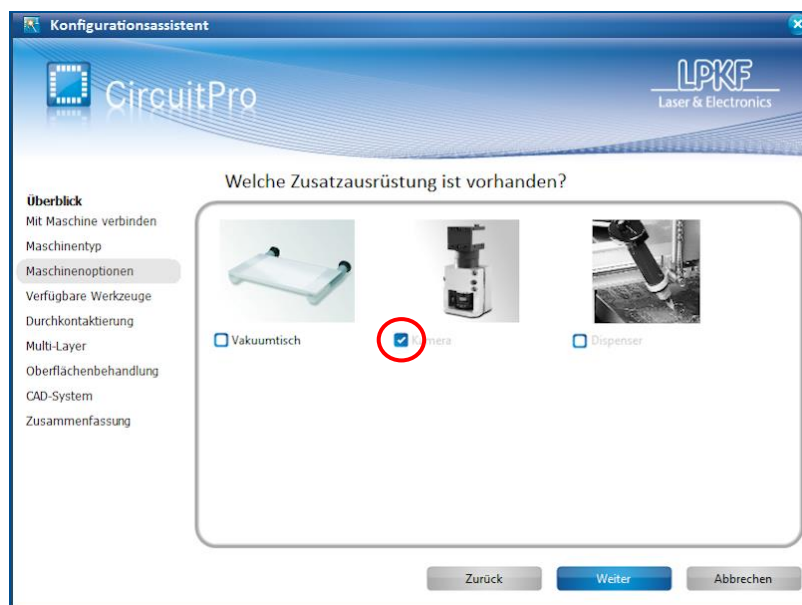 Konfigurationsassistent
CircuitPro
LPKF
Laser & Electronics
Welche Zusatzausrüstung ist vorhanden?
Überblick
Mit Maschine verbinden
Maschinentyp
Maschinenoptionen
Verfügbare Werkzeuge
Durchkontaktierung
Multi-Layer
Oberflächenbehandlung
CAD-System
Zusammenfassung
Vakuumtisch
Kamera
Dispenser
Zurück
Weiter
Abbrechen